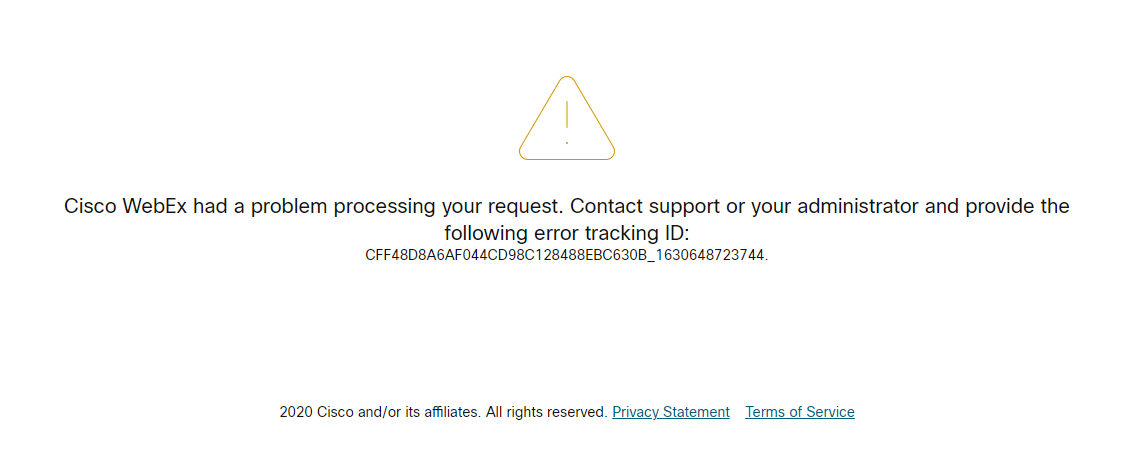 Cisco WebEx had a problem processing your request. Contact support or your administrator and provide the
following error tracking ID:
CFF48D8A6AF044CD98C128488EBC630B_1630648723744.
2020 Cisco and/or its affiliates. All rights reserved. Privacy Statement Terms of Service